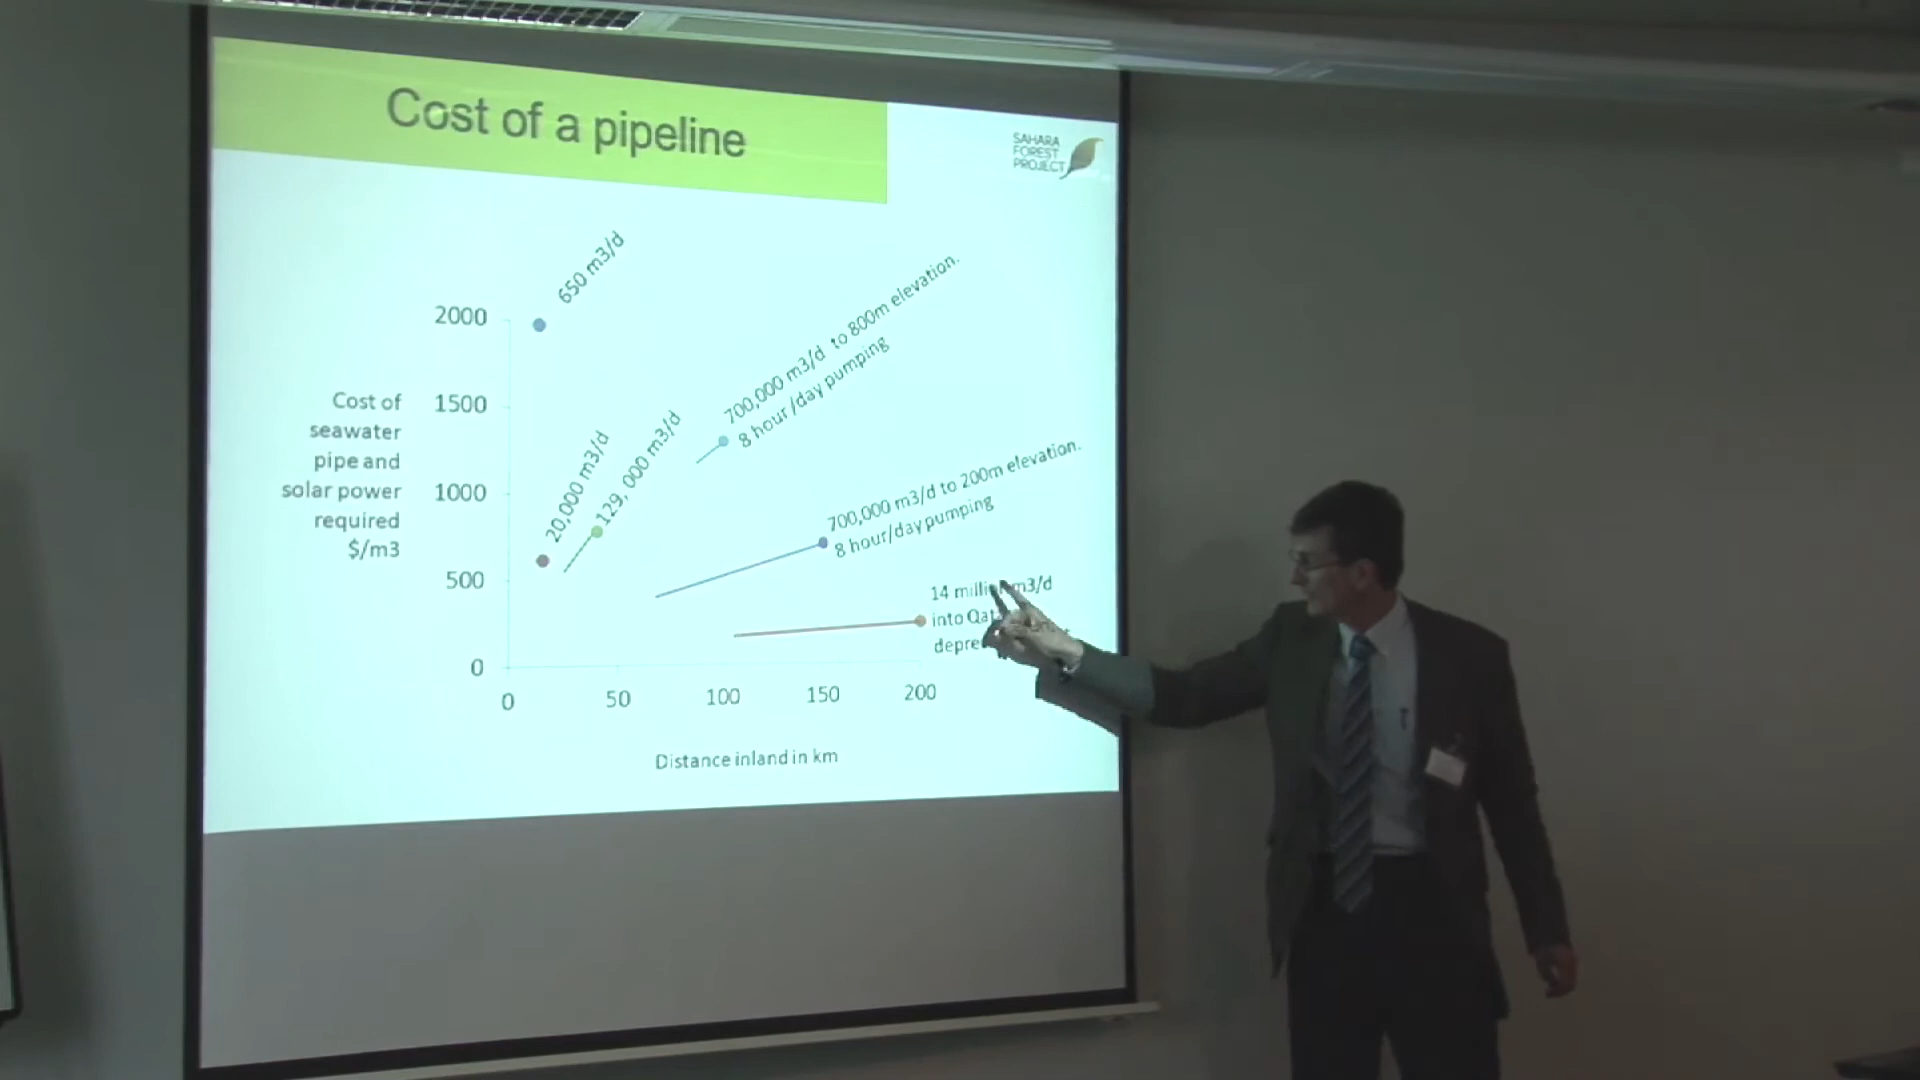 Cost of a pipeline
SAHARA
FOREST
PROJECT
650 m3/d
2000
1500
1000
500
0
Cost of
seawater
pipe and
solar power
required
$/m3
20,000 m3/d
129, 000 m3/d
700,000 m3/d to 800m elevation.
8 hour /day pumping
700,000 m3/d to 200m elevation.
8 hour/day pumping
14 m3/d
into
0
50
100
150
200
Distance inland in km